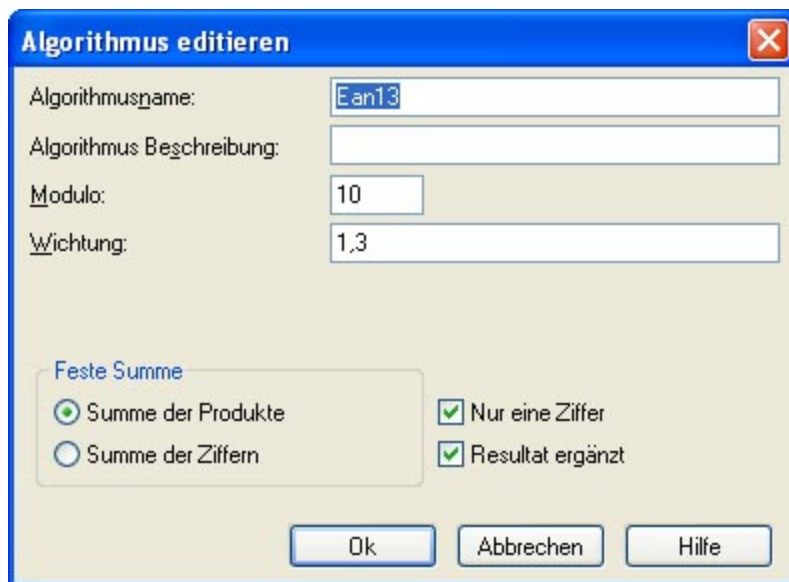 Algorithmus editieren
Algorithmusname: Ean13
Algorithmus Beschreibung:
Modulo: 10
Wichtung: 1,3
Feste Summe
Summe der Produkte Nur eine Ziffer
Summe der Ziffern Resultat ergänzt
Ok Abbrechen Hilfe